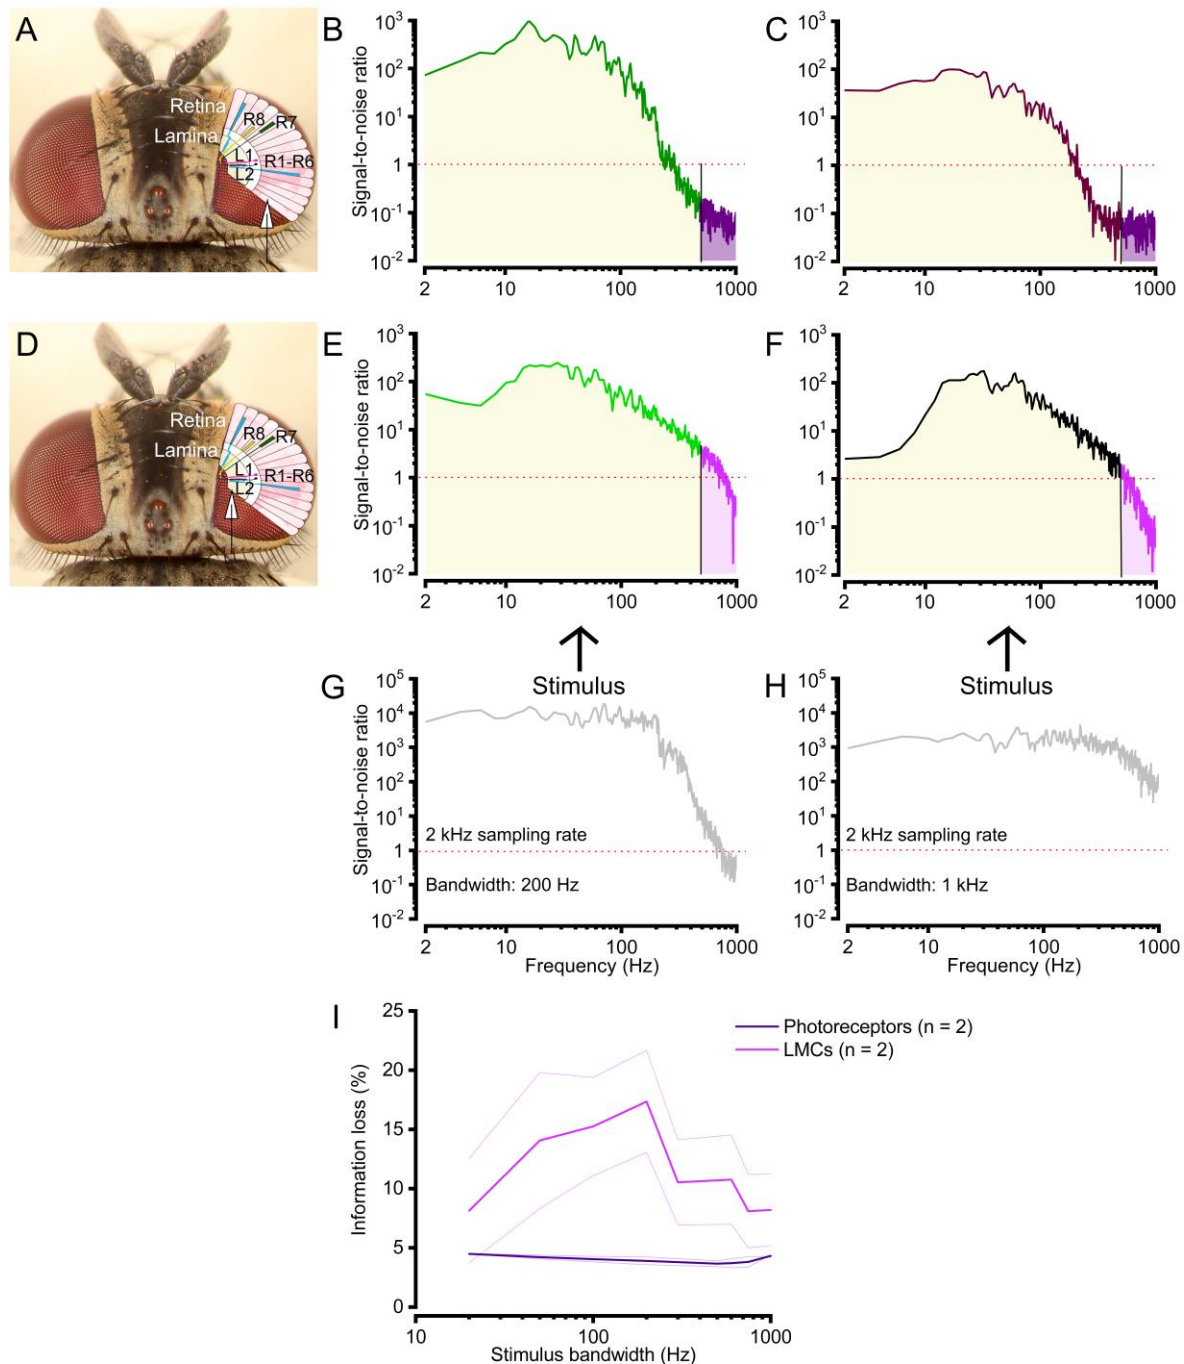 A
Retina
R8
R7
Lamina
L1
R1-R6
L2
B
Signal-to-noise ratio
10³
10²
10¹
1
10⁻¹
10⁻²
2
10
100
1000
C
10³
10²
10¹
1
10⁻¹
10⁻²
2
10
100
1000
D
Retina
R8
R7
Lamina
L1
R1-R6
L2
E
Signal-to-noise ratio
10³
10²
10¹
1
10⁻¹
10⁻²
2
10
100
1000
F
10³
10²
10¹
1
10⁻¹
10⁻²
2
10
100
1000
G
Stimulus
Signal-to-noise ratio
10⁵
10⁴
10³
10²
10¹
1
10⁻¹
10⁻²
2 kHz sampling rate
Bandwidth: 200 Hz
2
10
100
1000
Frequency (Hz)
H
Stimulus
10⁵
10⁴
10³
10²
10¹
1
10⁻¹
10⁻²
2 kHz sampling rate
Bandwidth: 1 kHz
2
10
100
1000
Frequency (Hz)
I
Information loss (%)
25
20
15
10
5
0
Photoreceptors (n = 2)
LMCs (n = 2)
10
100
1000
Stimulus bandwidth (Hz)